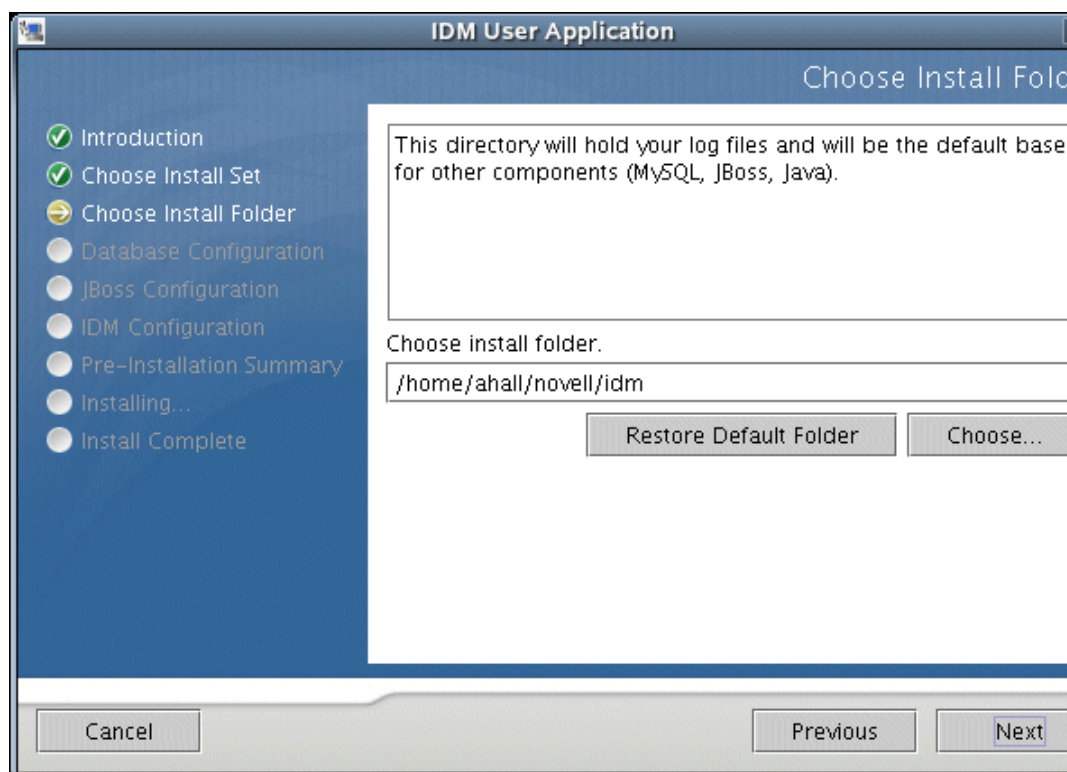 IDM User Application
Choose Install Fold
Introduction
Choose Install Set
Choose Install Folder
Database Configuration
JBoss Configuration
IDM Configuration
Pre-Installation Summary
Installing...
Install Complete
This directory will hold your log files and will be the default base
for other components (MySQL, JBoss, Java).
Choose install folder.
/home/ahall/novell/idm
Restore Default Folder
Choose...
Cancel
Previous
Next